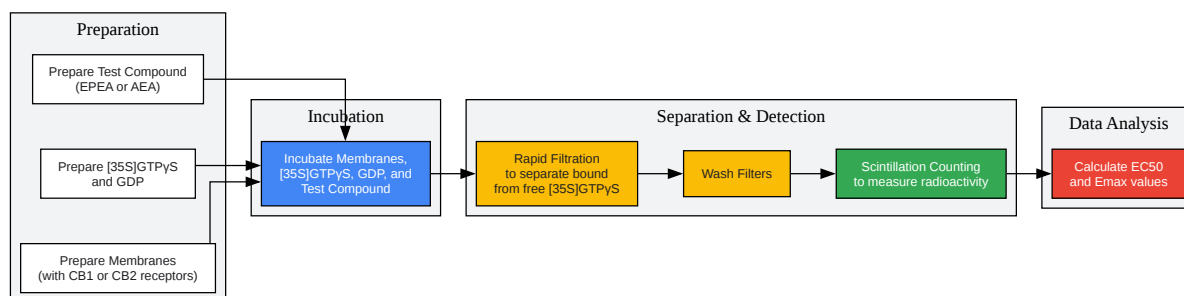 Preparation
Prepare Test Compound
(EPEA or AEA)
Prepare [35S]GTPγS
and GDP
Prepare Membranes
(with CB1 or CB2 receptors)
Incubation
Incubate Membranes,
[35S]GTPγS, GDP, and
Test Compound
Separation & Detection
Rapid Filtration
to separate bound
from free [35S]GTPγS
Wash Filters
Scintillation Counting
to measure radioactivity
Data Analysis
Calculate EC50
and Emax values